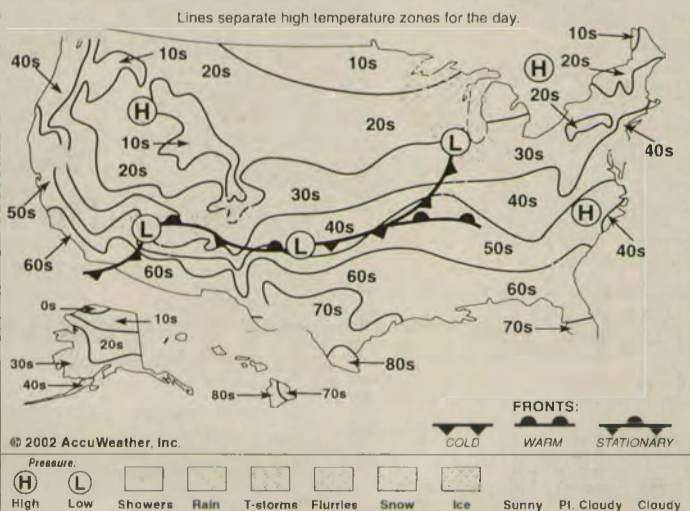 Lines separate high temperature zones for the day.
10s
40s
10s
20s
10s
H
20s
20s
H
20s
10s
L
40s
20s
30s
30s
50s
40s
40s
H
L
L
50s
40s
60s
60s
60s
60s
0s
10s
70s
70s
20s
30s
80s
40s
80s
70s
FRONTS:
© 2002 AccuWeather, Inc.
COLD WARM STATIONARY
Pressure:
H L
High Low Showers Rain T-storms Flurries Snow Ice Sunny Pt. Cloudy Cloudy